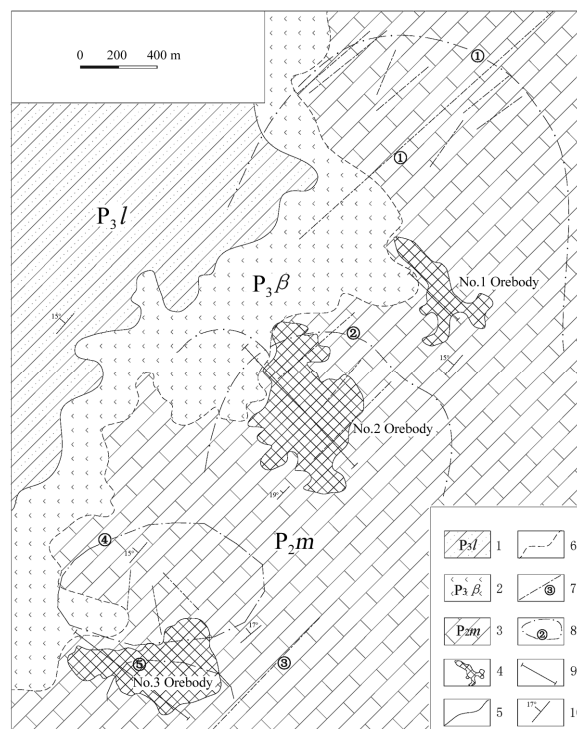 0 200 400 m
①
①
P₃l
P₃β
No.1 Orebody
15°
②
15°
No.2 Orebody
19°
P₂m
④
15°
17°
⑤
③
No.3 Orebody
P₃l 1
6
P₃β 2
③ 7
P₂m 3
② 8
4
9
5
17° 10